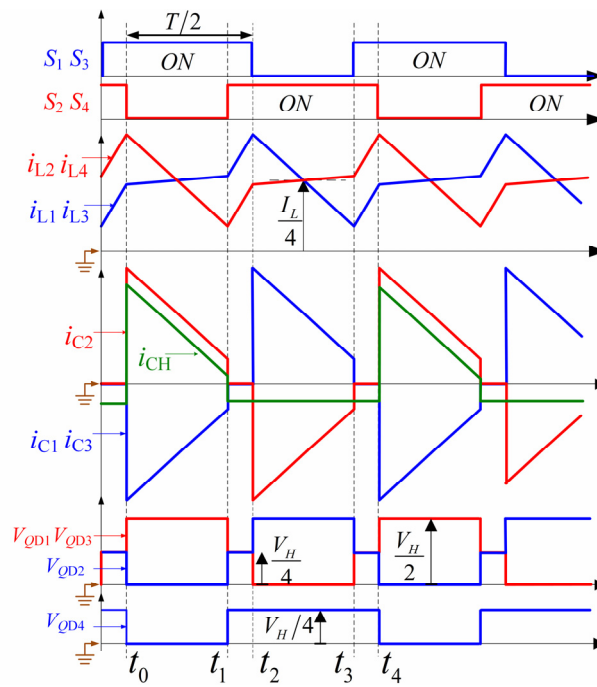 T/2
S1 S3
ON
ON
S2 S4
ON
ON
iL2 iL4
iL1 iL3
IL/4
iC2
iCH
iC1 iC3
VQD1 VQD3
VQD2
VH/4
VH/2
VQD4
VH/4
t0 t1 t2 t3 t4